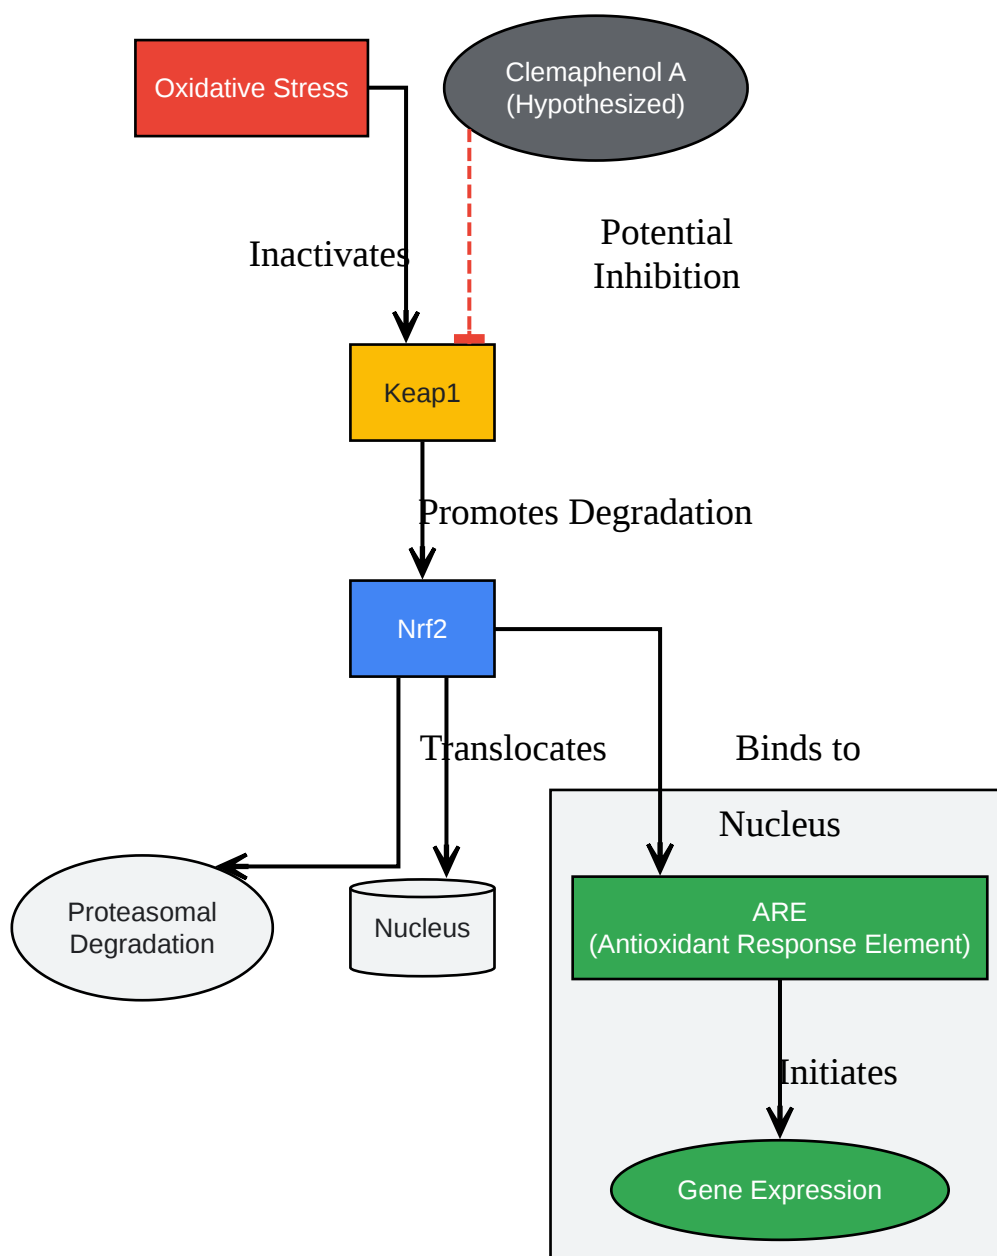 Oxidative Stress
Clemaphenol A
(Hypothesized)
Inactivates
Potential
Inhibition
Keap1
Promotes Degradation
Nrf2
Translocates
Binds to
Nucleus
Proteasomal
Degradation
Nucleus
ARE
(Antioxidant Response Element)
Initiates
Gene Expression